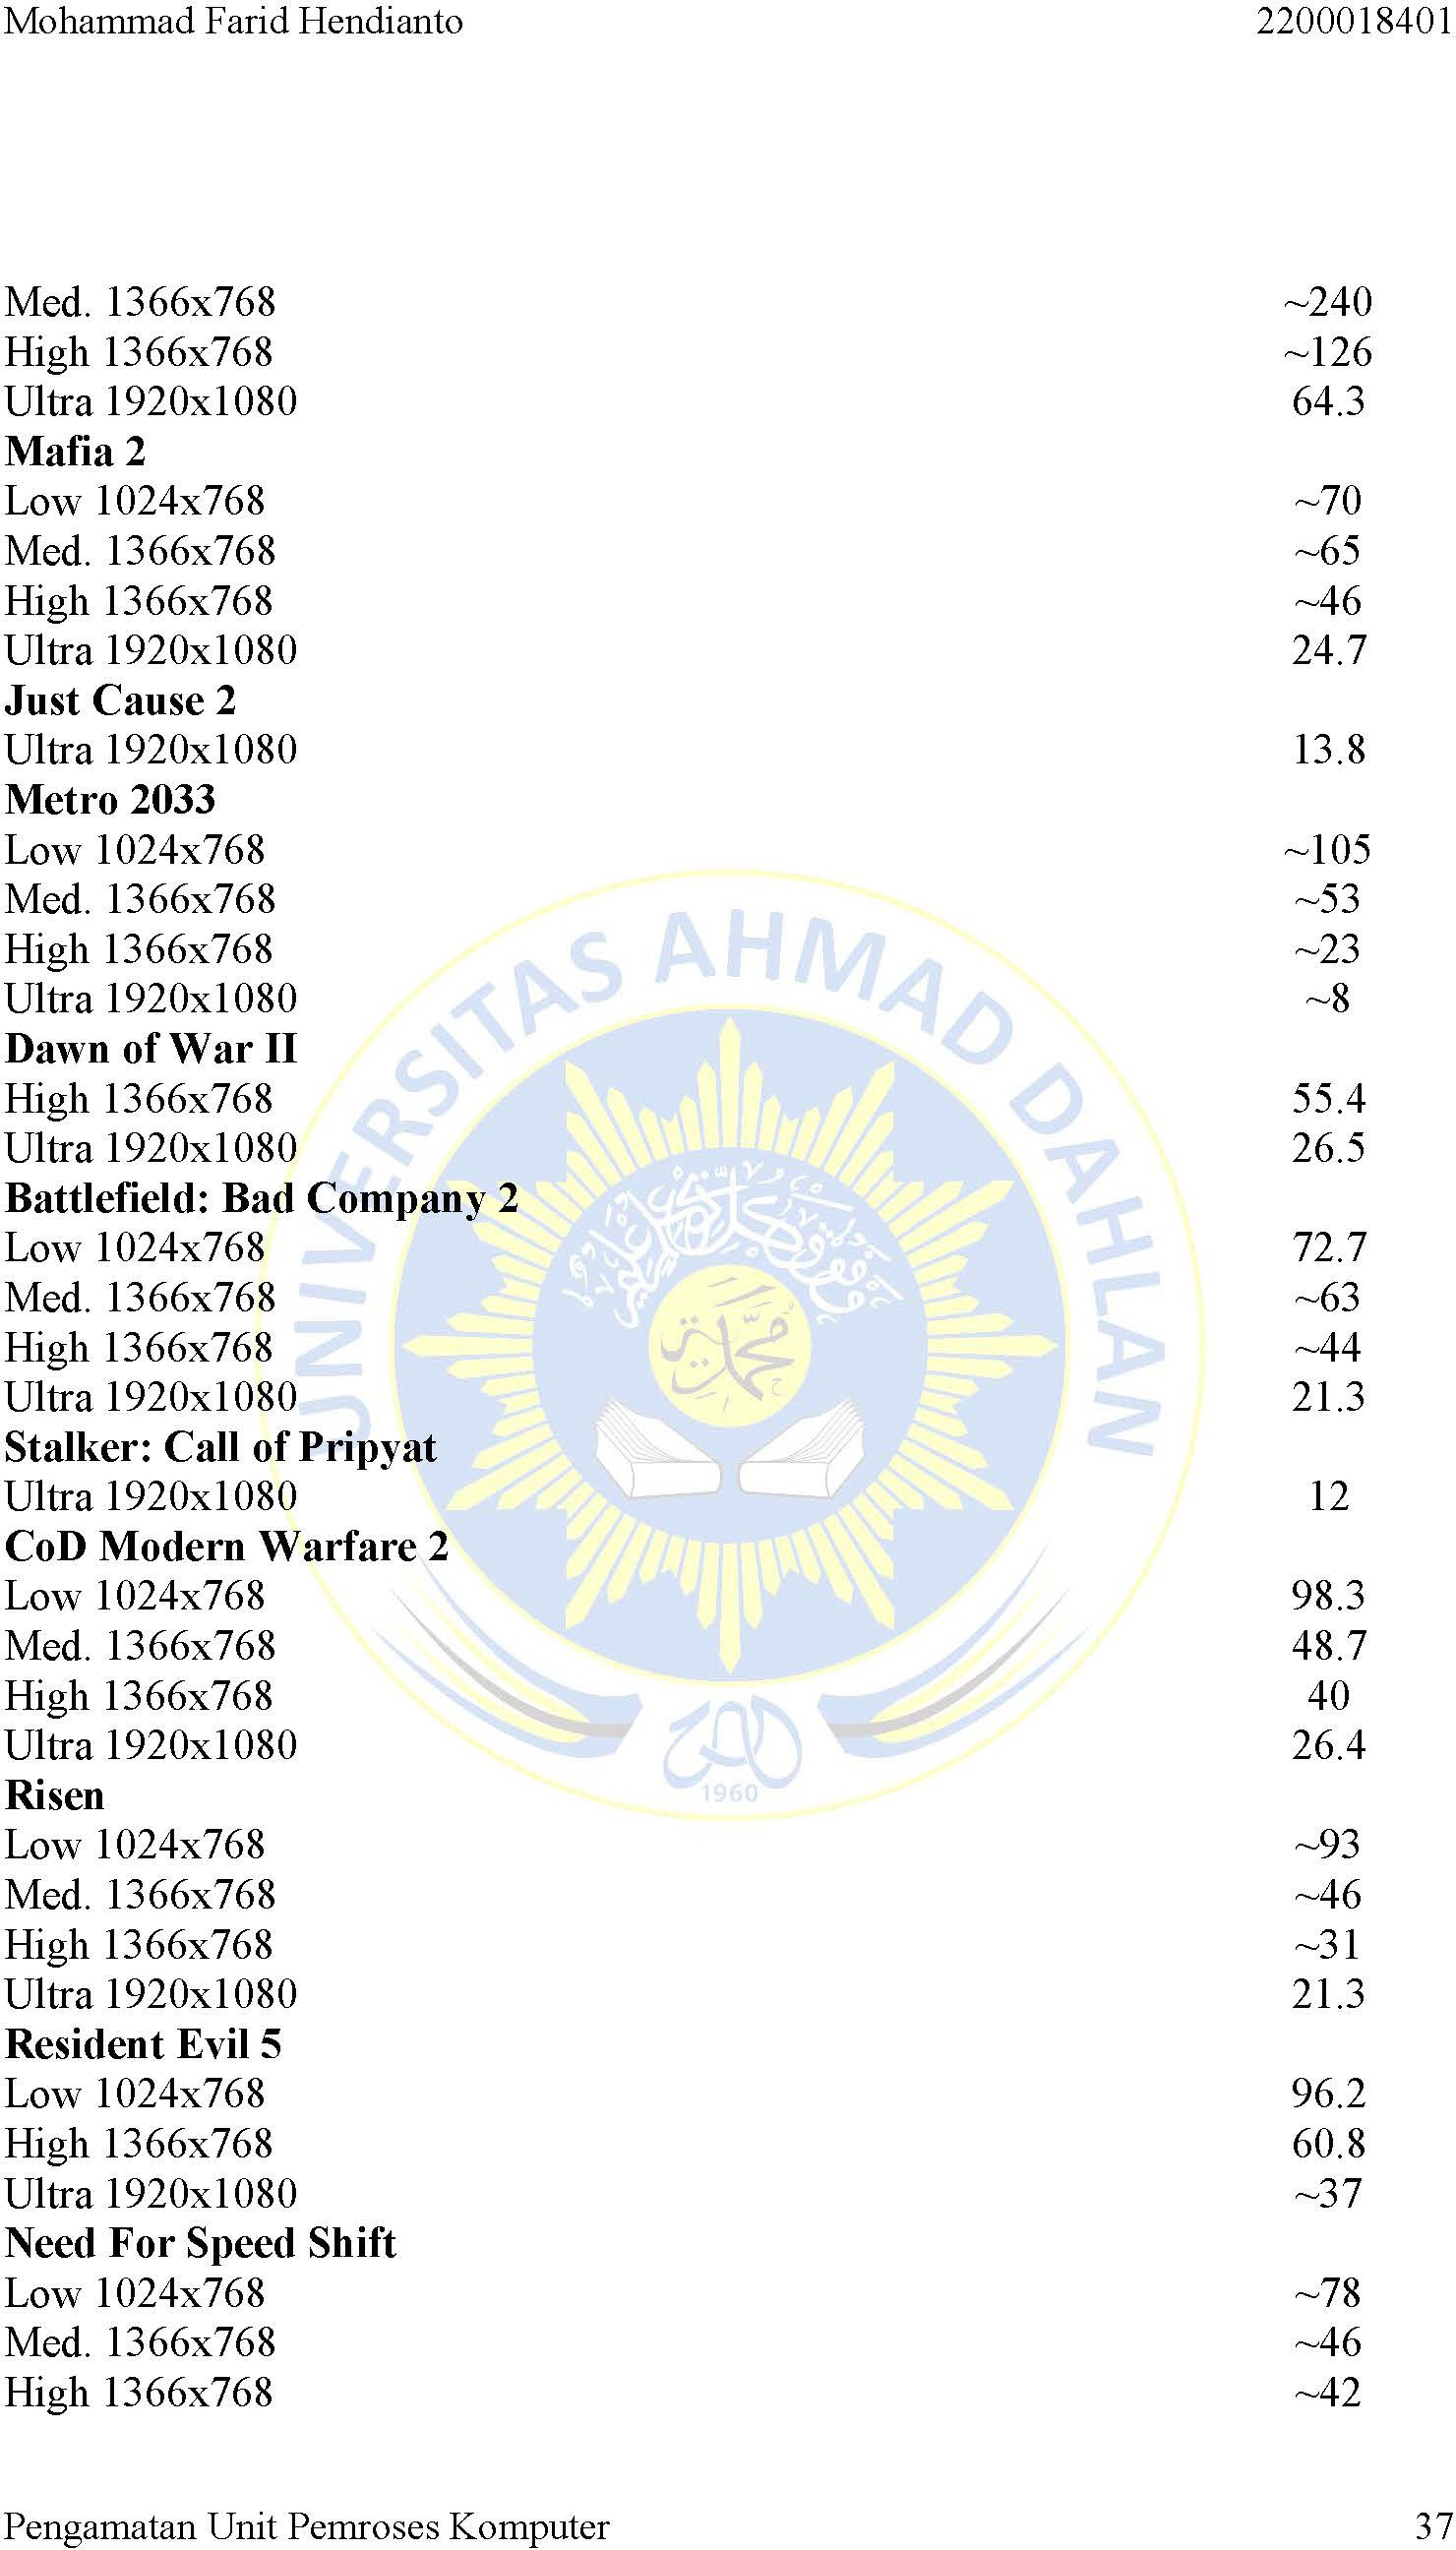 Mohammad Farid Hendianto 2200018401
Med. 1366x768 ~240
High 1366x768 ~126
Ultra 1920x1080 64.3
Mafia 2
Low 1024x768 ~70
Med. 1366x768 ~65
High 1366x768 ~46
Ultra 1920x1080 24.7
Just Cause 2
Ultra 1920x1080 13.8
Metro 2033
Low 1024x768 ~105
Med. 1366x768 ~53
High 1366x768 ~23
Ultra 1920x1080 ~8
Dawn of War II
High 1366x768 55.4
Ultra 1920x1080 26.5
Battlefield: Bad Company 2
Low 1024x768 72.7
Med. 1366x768 ~63
High 1366x768 ~44
Ultra 1920x1080 21.3
Stalker: Call of Pripyat
Ultra 1920x1080 12
CoD Modern Warfare 2
Low 1024x768 98.3
Med. 1366x768 48.7
High 1366x768 40
Ultra 1920x1080 26.4
Risen
Low 1024x768 ~93
Med. 1366x768 ~46
High 1366x768 ~31
Ultra 1920x1080 21.3
Resident Evil 5
Low 1024x768 96.2
High 1366x768 60.8
Ultra 1920x1080 ~37
Need For Speed Shift
Low 1024x768 ~78
Med. 1366x768 ~46
High 1366x768 ~42
UNIVERSITAS AHMAD DAHLAN
محمد
1960
Pengamatan Unit Pemroses Komputer 37